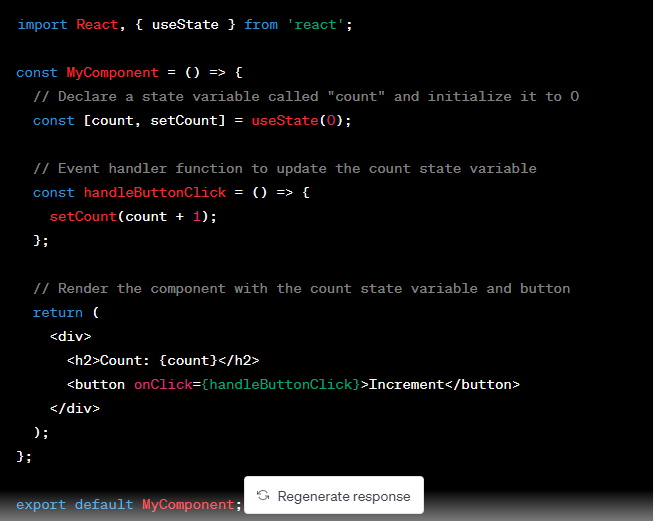 import React, { useState } from 'react';
const MyComponent = () => {
// Declare a state variable called "count" and initialize it to 0
const [count, setCount] = useState(0);
// Event handler function to update the count state variable
const handleButtonClick = () => {
setCount(count + 1);
};
// Render the component with the count state variable and button
return (
<div>
<h2>Count: {count}</h2>
<button onClick={handleButtonClick}>Increment</button>
</div>
);
};
export default MyComponent;
Regenerate response